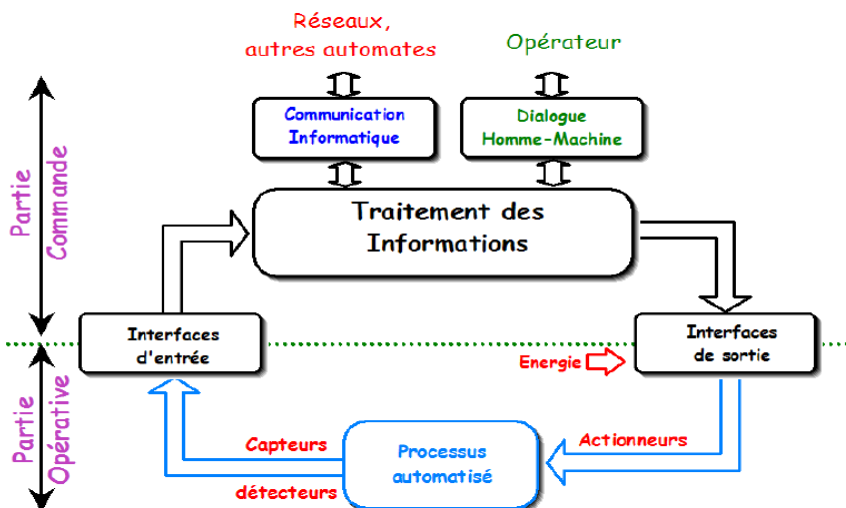 Réseaux,
autres automates
Opérateur
Communication
Informatique
Dialogue
Homme-Machine
Partie
Commande
Traitement des
Informations
Interfaces
d'entrée
Interfaces
de sortie
Energie
Partie
Opérative
Capteurs
détecteurs
Processus
automatisé
Actionneurs